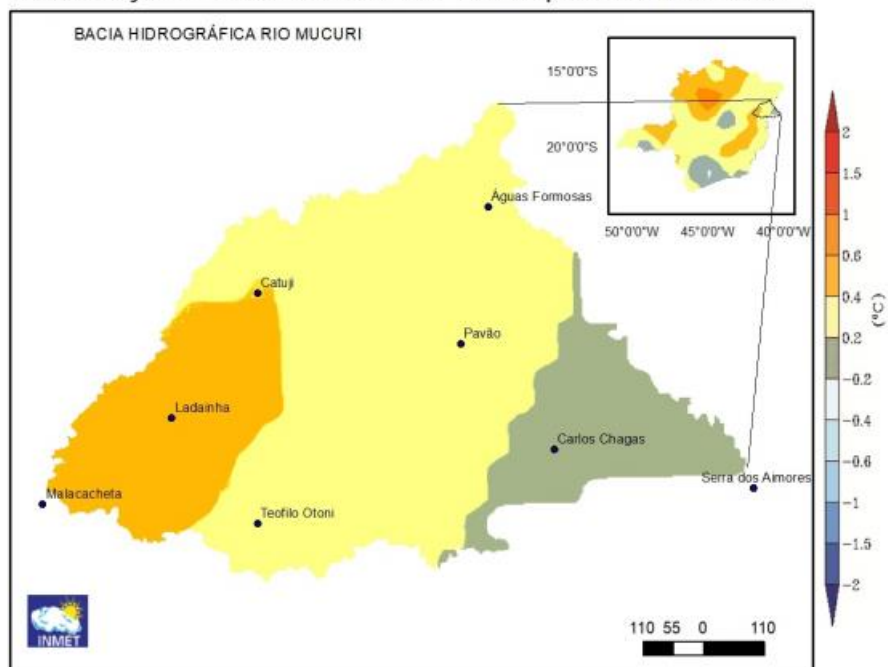 BACIA HIDROGRÁFICA RIO MUCURI
15°0'0"S
20°0'0"S
50°0'0"W 45°0'0"W 40°0'0"W
2
1.5
1
0.6
0.4
0.2
-0.2
-0.4
-0.6
-1
-1.5
-2
(°C)
Águas Formosas
Catuji
Pavão
Ladainha
Carlos Chagas
Malacacheta
Serra dos Aimores
Teofilo Otoni
INMET
110 55 0 110